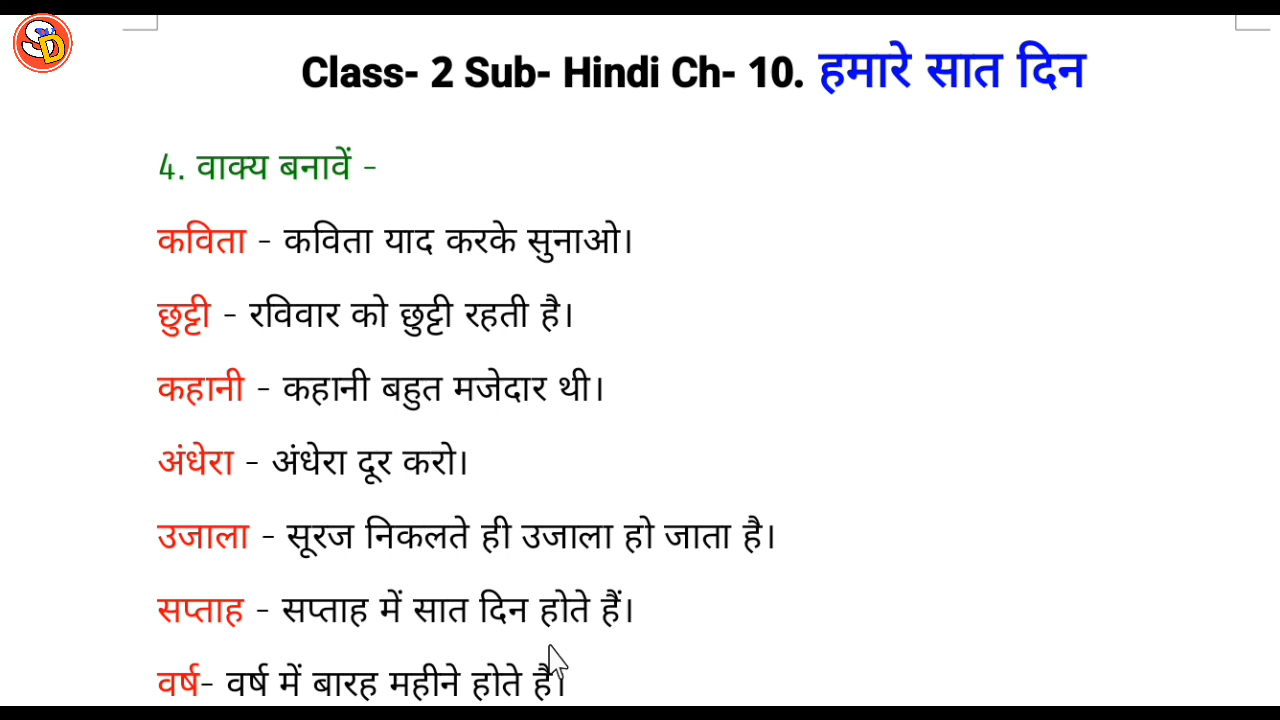 SD
Class- 2 Sub- Hindi Ch- 10. हमारे सात दिन
4. वाक्य बनावें -
कविता - कविता याद करके सुनाओ।
छुट्टी - रविवार को छुट्टी रहती है।
कहानी - कहानी बहुत मजेदार थी।
अंधेरा - अंधेरा दूर करो।
उजाला - सूरज निकलते ही उजाला हो जाता है।
सप्ताह - सप्ताह में सात दिन होते हैं।
वर्ष- वर्ष में बारह महीने होते हैं।